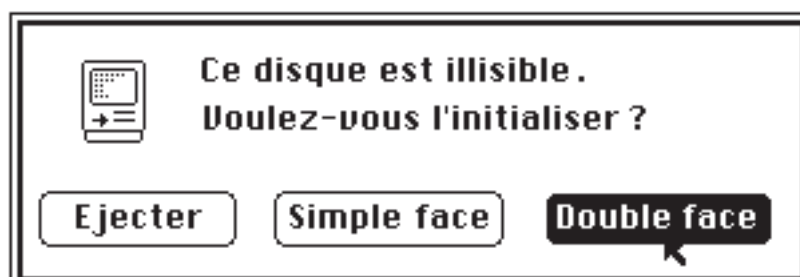 Ce disque est illisible.
Voulez-vous l'initialiser ?
Ejecter Simple face Double face